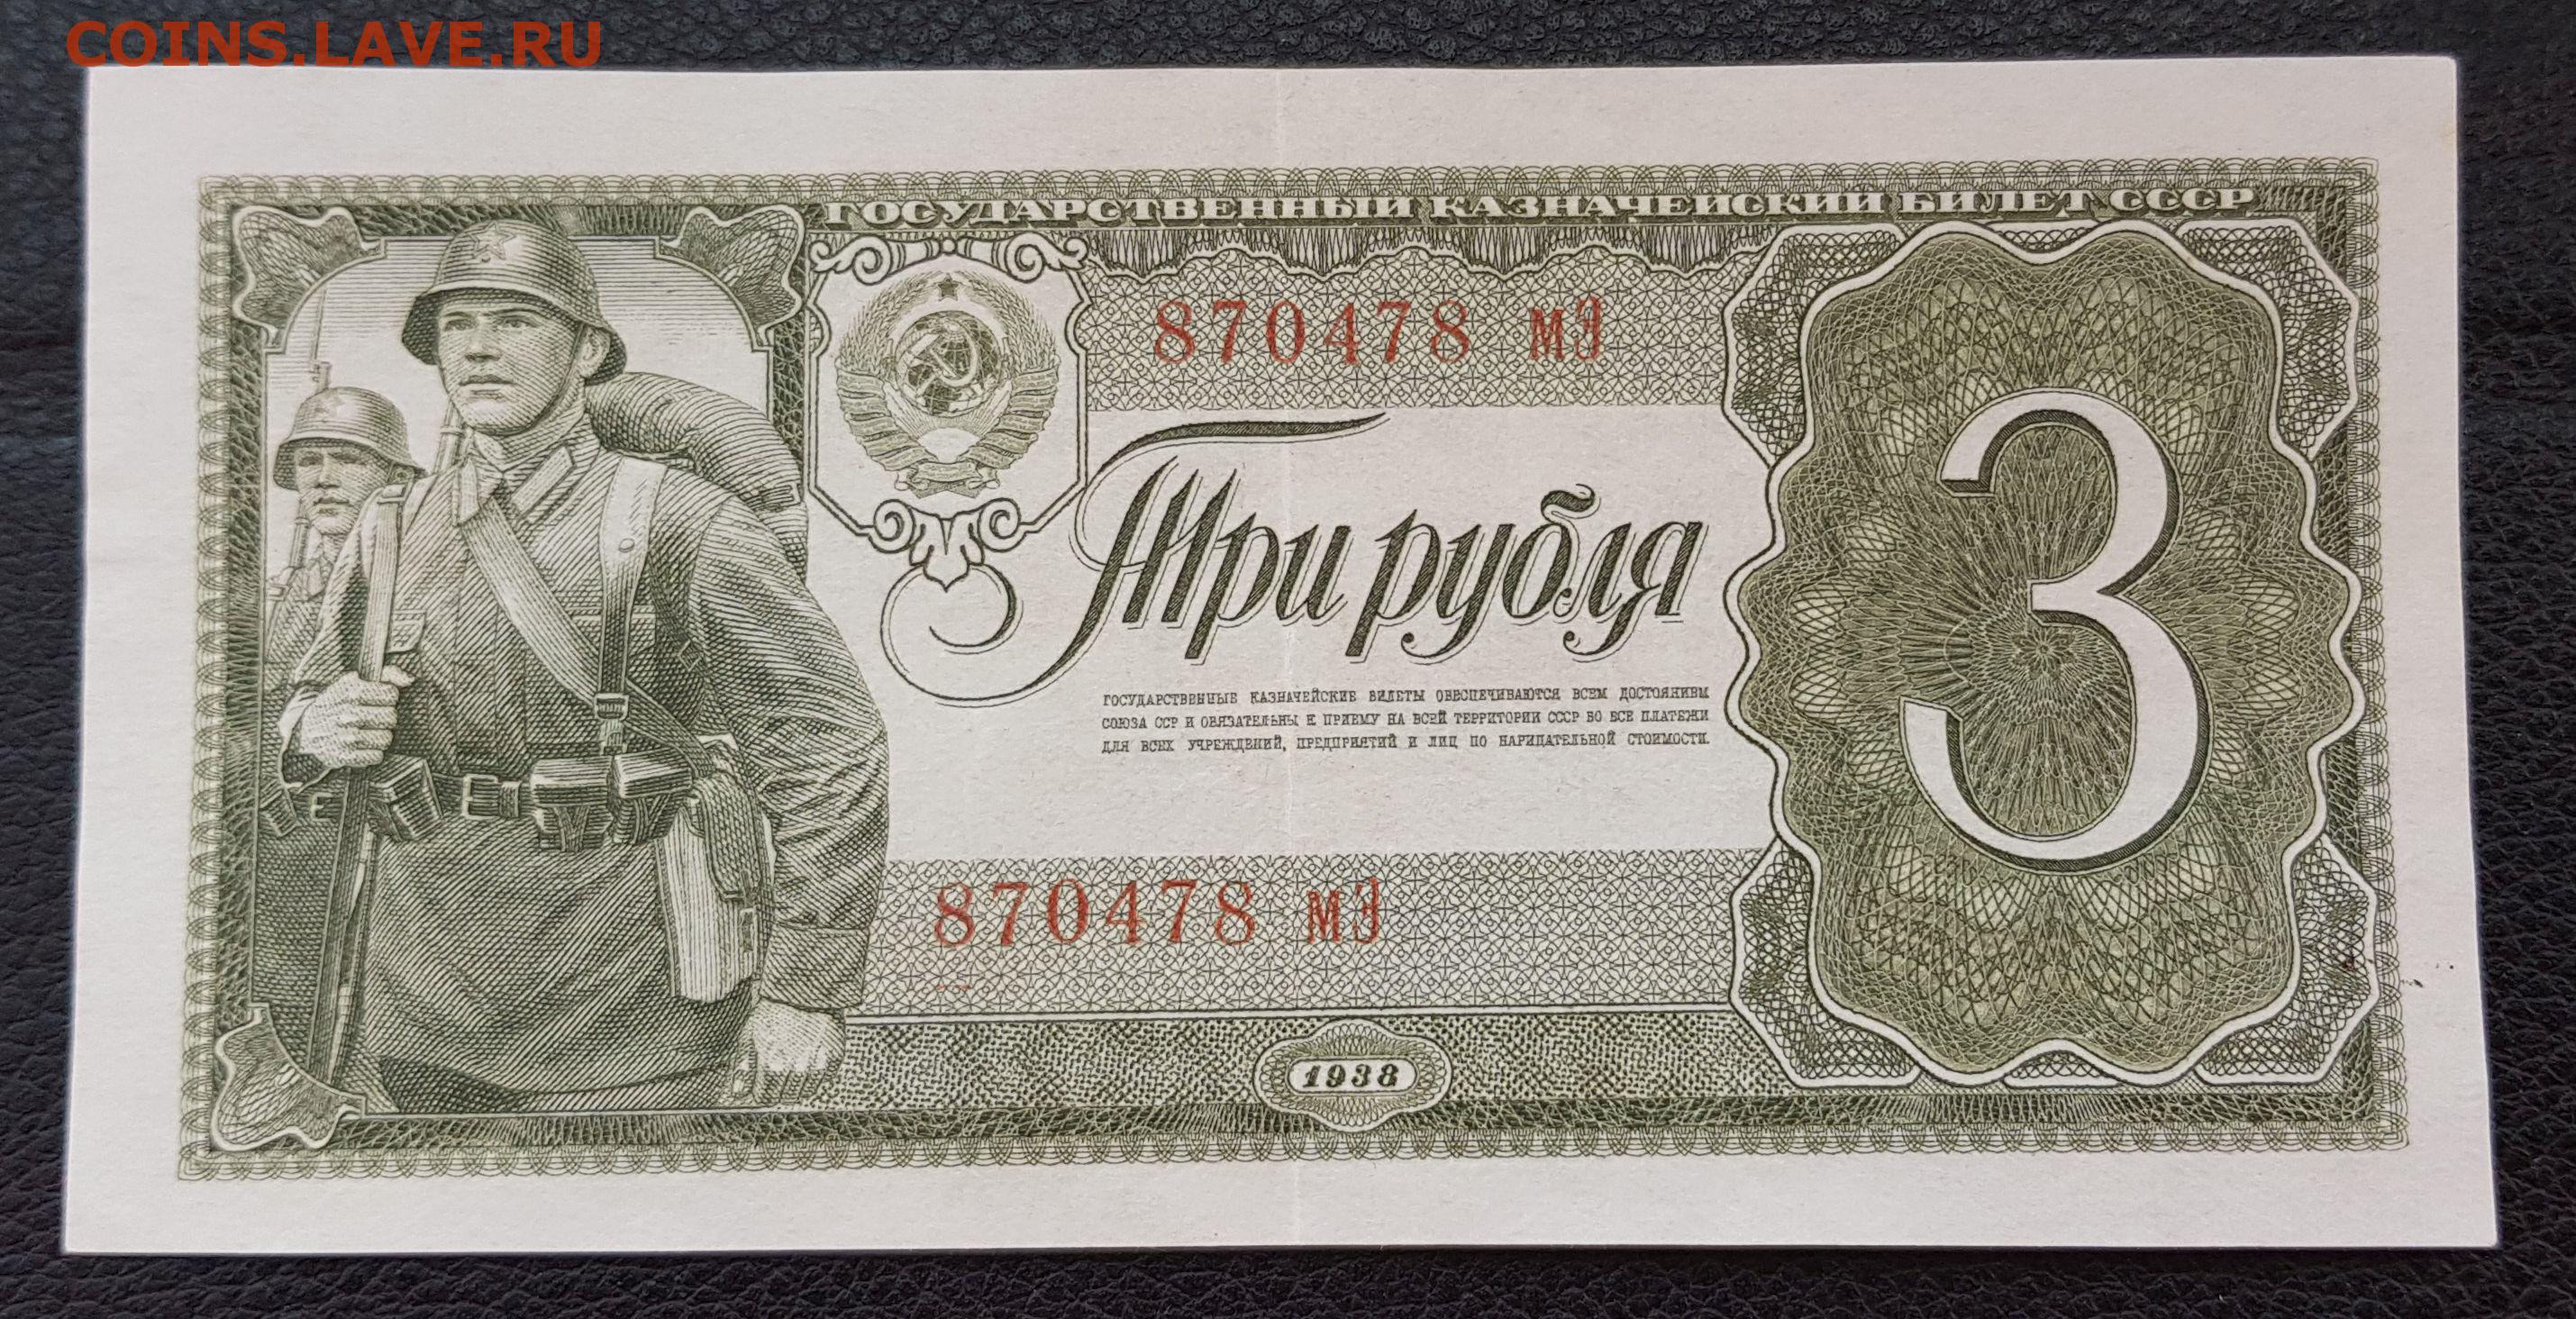 COINS.LAVE.RU
ГОСУДАРСТВЕННЫЙ КАЗНАЧЕЙСКИЙ БИЛЕТ СССР
870478 мЭ
Три рубля
3
ГОСУДАРСТВЕННЫЕ КАЗНАЧЕЙСКИЕ БИЛЕТЫ ОБЕСПЕЧИВАЮТСЯ ВСЕМ ДОСТОЯНИЕМ
СОЮЗА ССР И ОБЯЗАТЕЛЬНЫ К ПРИЕМУ НА ВСЕЙ ТЕРРИТОРИИ СССР ВО ВСЕ ПЛАТЕЖИ
ДЛЯ ВСЕХ УЧРЕЖДЕНИЙ, ПРЕДПРИЯТИЙ И ЛИЦ ПО НАРИЦАТЕЛЬНОЙ СТОИМОСТИ.
870478 мЭ
1938